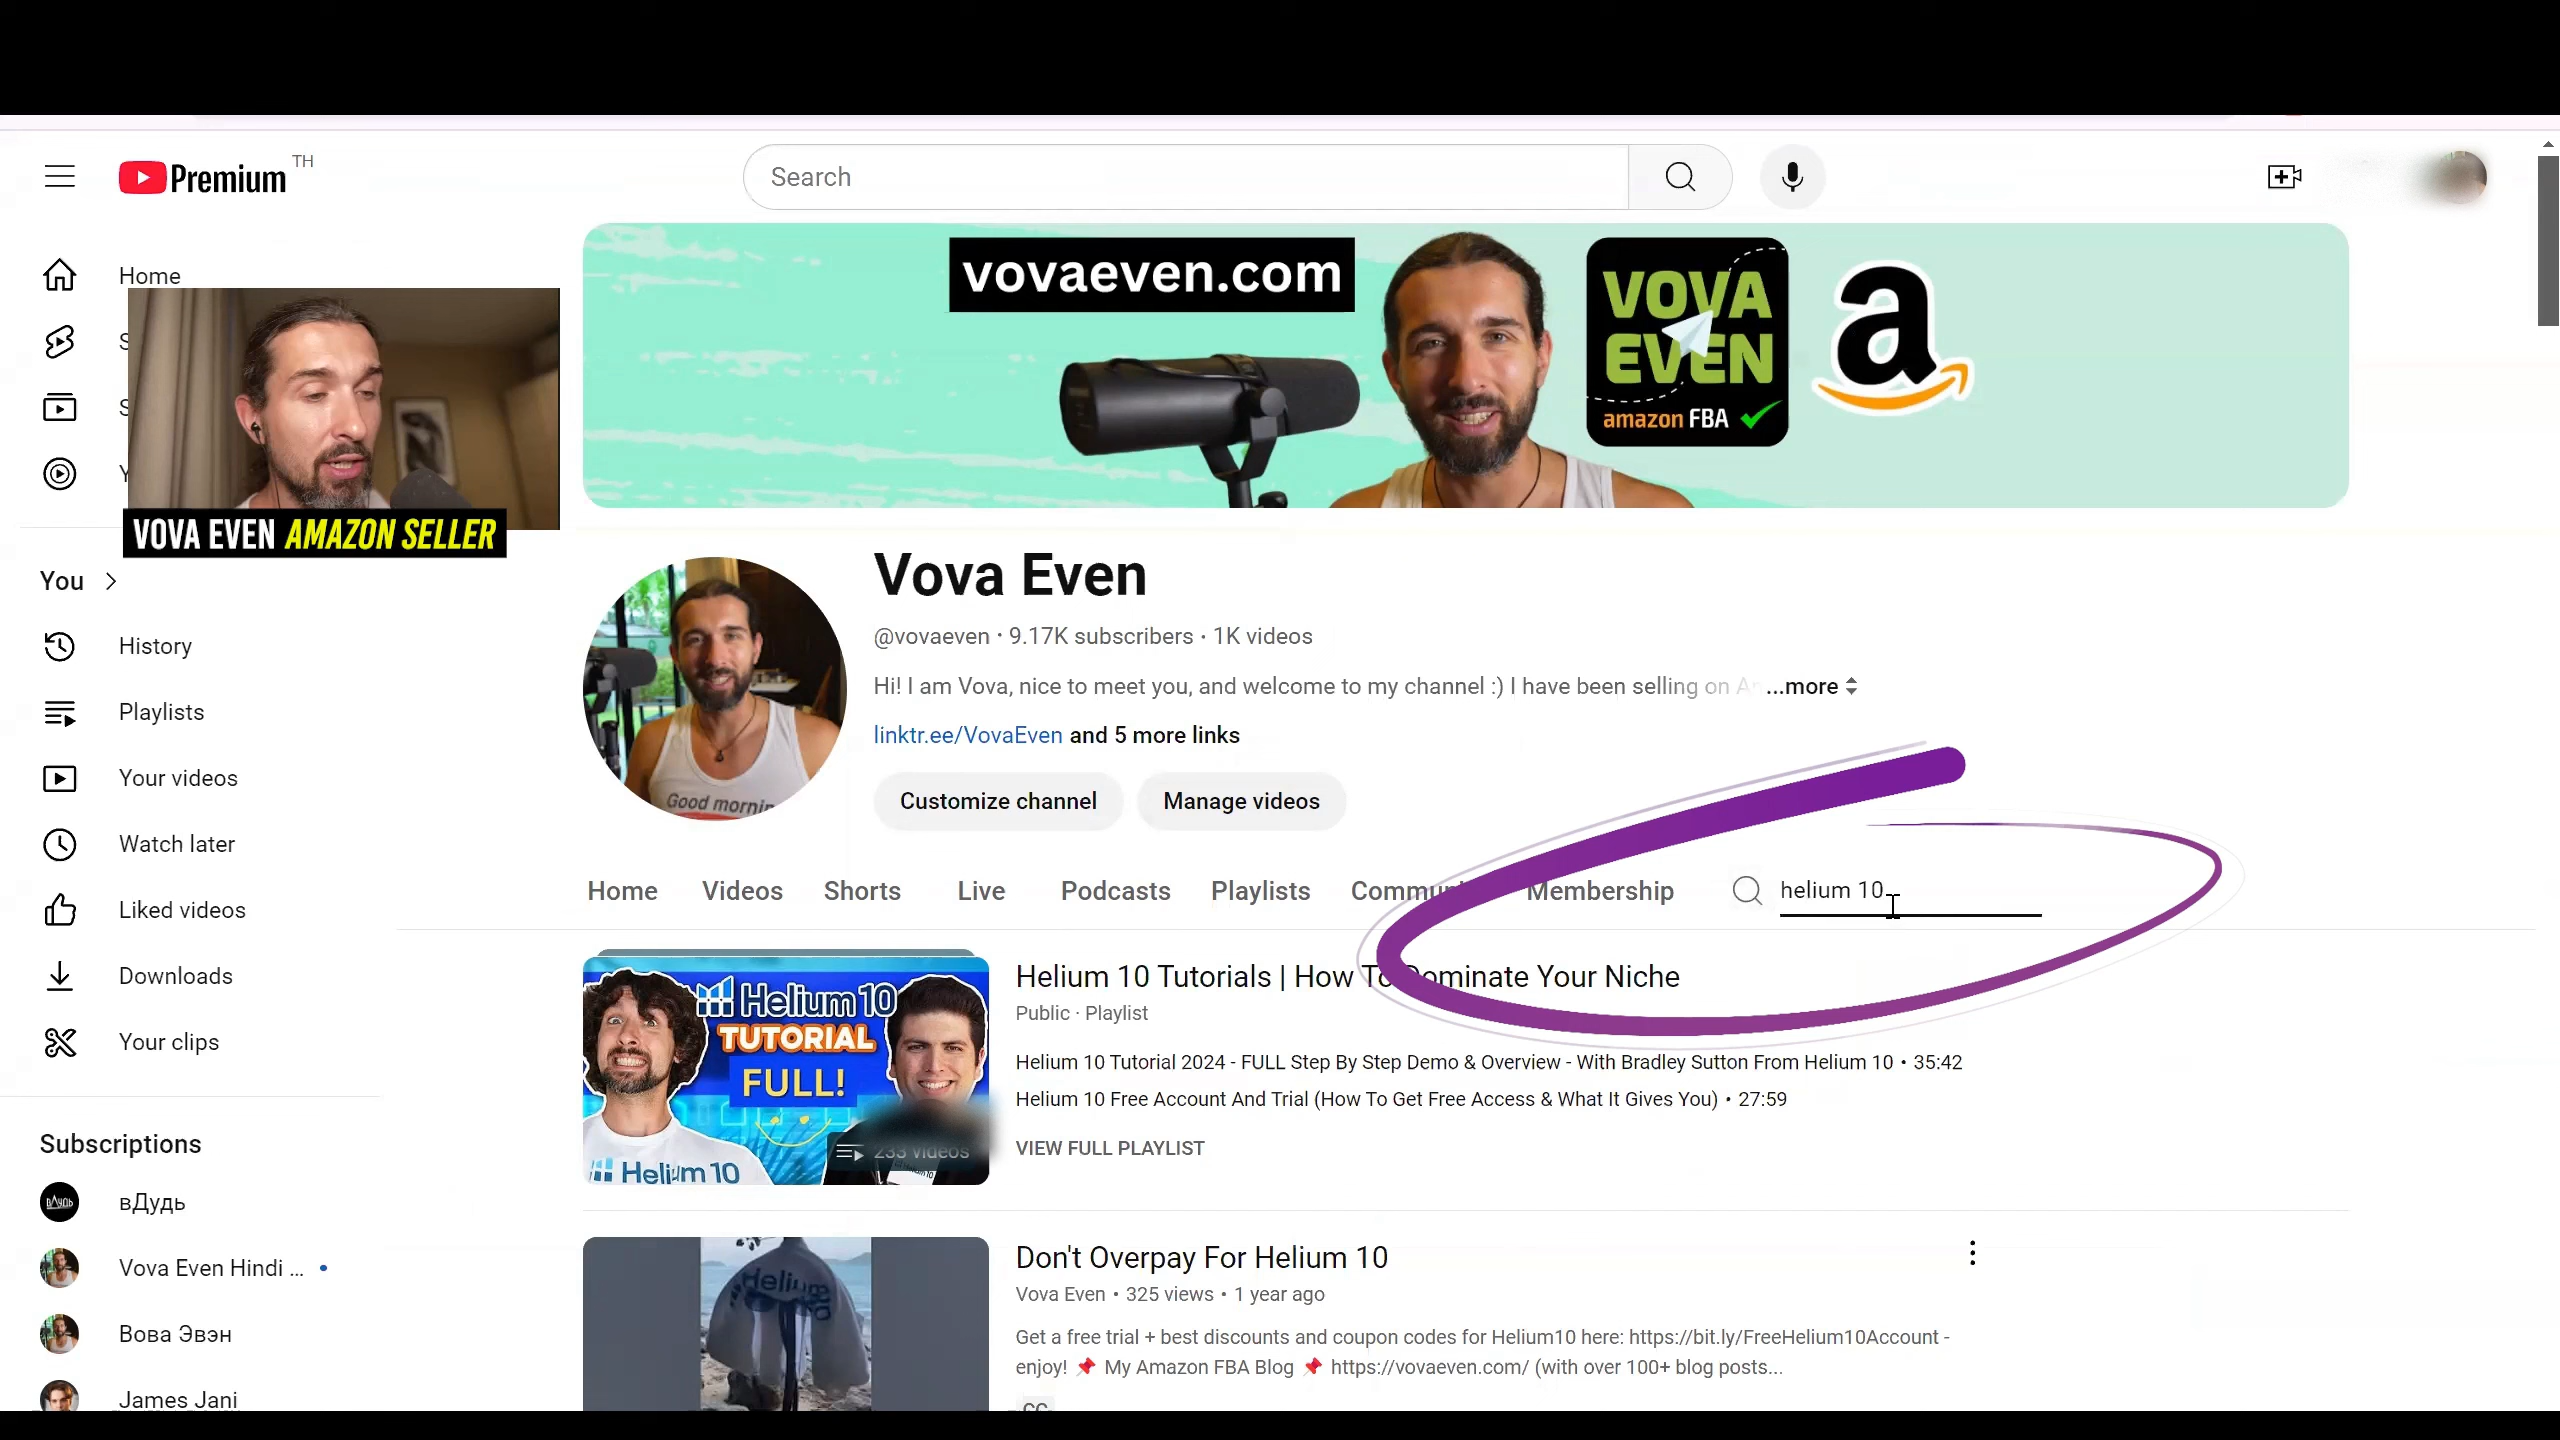 Premium TH
Search
vovaeven.com
VOVA
EVEN
amazon FBA
a
Home
VOVA EVEN AMAZON SELLER
You
History
Playlists
Your videos
Watch later
Liked videos
Downloads
Your clips
Subscriptions
вДудь
Vova Even Hindi ...
Вова Эвэн
James Jani
Good mornin
Vova Even
@vovaeven • 9.17K subscribers • 1K videos
Hi! I am Vova, nice to meet you, and welcome to my channel :) I have been selling on ...more
linktr.ee/VovaEven and 5 more links
Customize channel Manage videos
Home Videos Shorts Live Podcasts Playlists Membership helium 10
Helium 10
TUTORIAL
FULL!
Helium 10
233 videos
Helium 10 Tutorials | How To Dominate Your Niche
Public · Playlist
Helium 10 Tutorial 2024 - FULL Step By Step Demo & Overview - With Bradley Sutton From Helium 10 • 35:42
Helium 10 Free Account And Trial (How To Get Free Access & What It Gives You) • 27:59
VIEW FULL PLAYLIST
Helium 10
Don't Overpay For Helium 10
Vova Even • 325 views • 1 year ago
Get a free trial + best discounts and coupon codes for Helium10 here: https://bit.ly/FreeHelium10Account -
enjoy! 📌 My Amazon FBA Blog 📌 https://vovaeven.com/ (with over 100+ blog posts...
CC